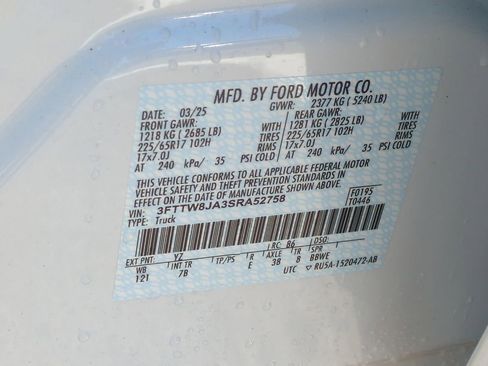 MFD. BY FORD MOTOR CO.
DATE: 03/25 GVWR: 2377 KG ( 5240 LB)
FRONT GAWR: REAR GAWR:
1218 KG ( 2685 LB) WITH 1281 KG ( 2825 LB) WITH
225/65R17 102H TIRES 225/65R17 102H TIRES
17x7.0J RIMS 17x7.0J RIMS
AT 240 kPa/ 35 PSI COLD AT 240 kPa/ 35 PSI COLD
THIS VEHICLE CONFORMS TO ALL APPLICABLE FEDERAL MOTOR
VEHICLE SAFETY AND THEFT PREVENTION STANDARDS IN
EFFECT ON THE DATE OF MANUFACTURE SHOWN ABOVE.
VIN: 3FTTW8JA3SRA52758 F0195
TYPE: Truck T0446
EXT PNT: YZ RC: 86 DSO:
WB INT TR TP/PS R AXLE TR SPR
121 7B E 38 8 BBWE
UTC ▽ RU5A-1520472-AB